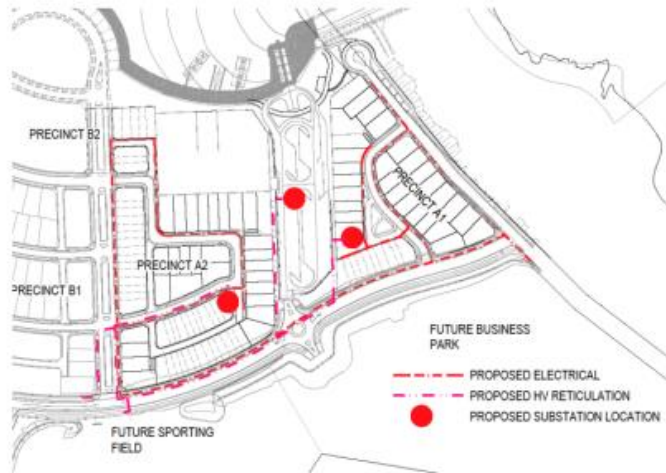 PRECINCT B2
PRECINCT A1
PRECINCT A2
PRECINCT B1
FUTURE BUSINESS
PARK
PROPOSED ELECTRICAL
PROPOSED HV RETICULATION
PROPOSED SUBSTATION LOCATION
FUTURE SPORTING
FIELD